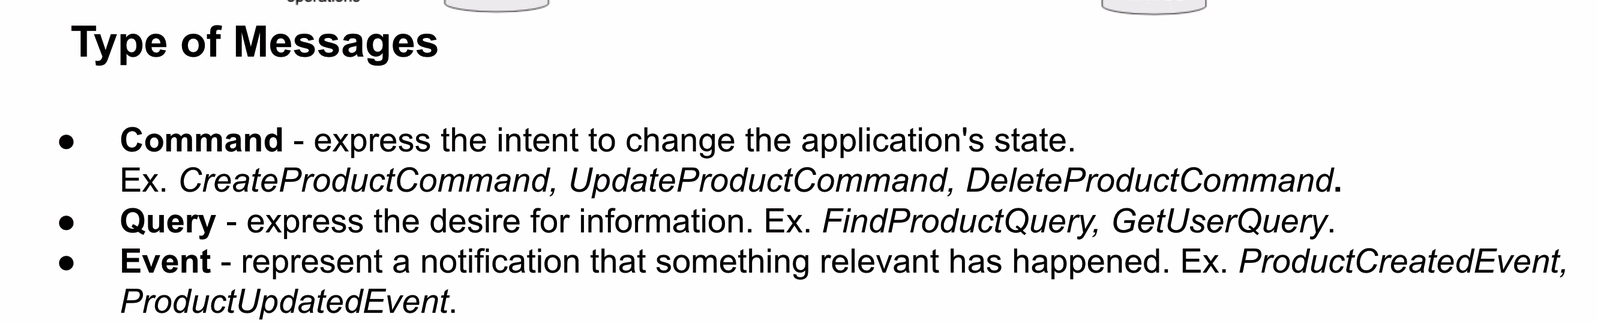 operations
Type of Messages
● Command - express the intent to change the application's state.
Ex. CreateProductCommand, UpdateProductCommand, DeleteProductCommand.
● Query - express the desire for information. Ex. FindProductQuery, GetUserQuery.
● Event - represent a notification that something relevant has happened. Ex. ProductCreatedEvent,
ProductUpdatedEvent.